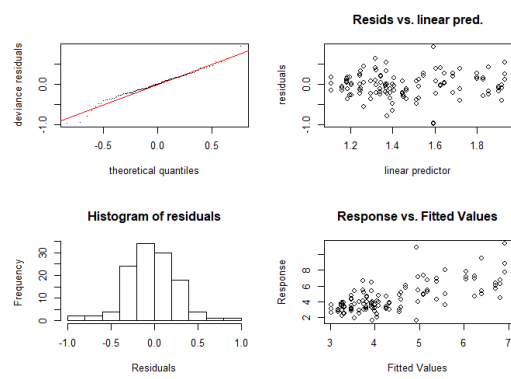 deviance residuals
-1.0
0.0
-0.5
0.0
0.5
theoretical quantiles
Resids vs. linear pred.
residuals
-1.0
0.0
1.2
1.4
1.6
1.8
linear predictor
Histogram of residuals
Frequency
0
10
30
-1.0
-0.5
0.0
0.5
1.0
Residuals
Response vs. Fitted Values
Response
2
4
6
8
3
4
5
6
7
Fitted Values